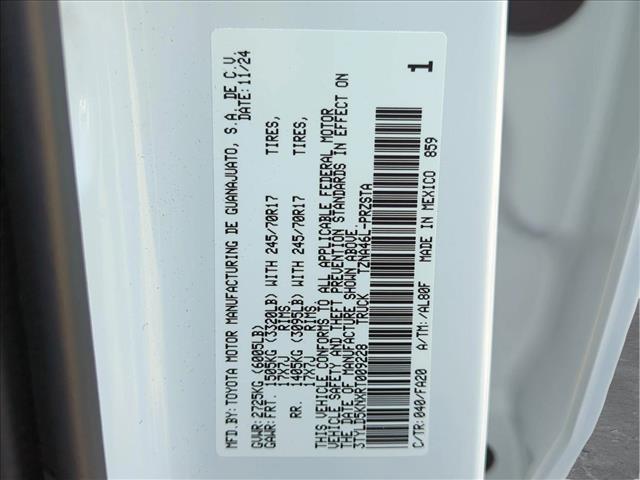 MFD.BY: TOYOTA MOTOR MANUFACTURING DE GUANAJUATO, S.A. DE C.V.
DATE: 11/24
GVWR: 2725KG (6005LB)
GAWR: FRT. 1505KG (3320LB) WITH 245/70R17 TIRES,
17X7J RIMS,
RR. 1405KG (3095LB) WITH 245/70R17 TIRES,
17X7J RIMS
THIS VEHICLE CONFORMS TO ALL APPLICABLE FEDERAL MOTOR
VEHICLE SAFETY AND THEFT PREVENTION STANDARDS IN EFFECT ON
THE DATE OF MANUFACTURE SHOWN ABOVE.
TRUCK TZNA46L-PRZSTA
C/TR: 040/FA20 A/TM: /AL80F MADE IN MEXICO 859
1